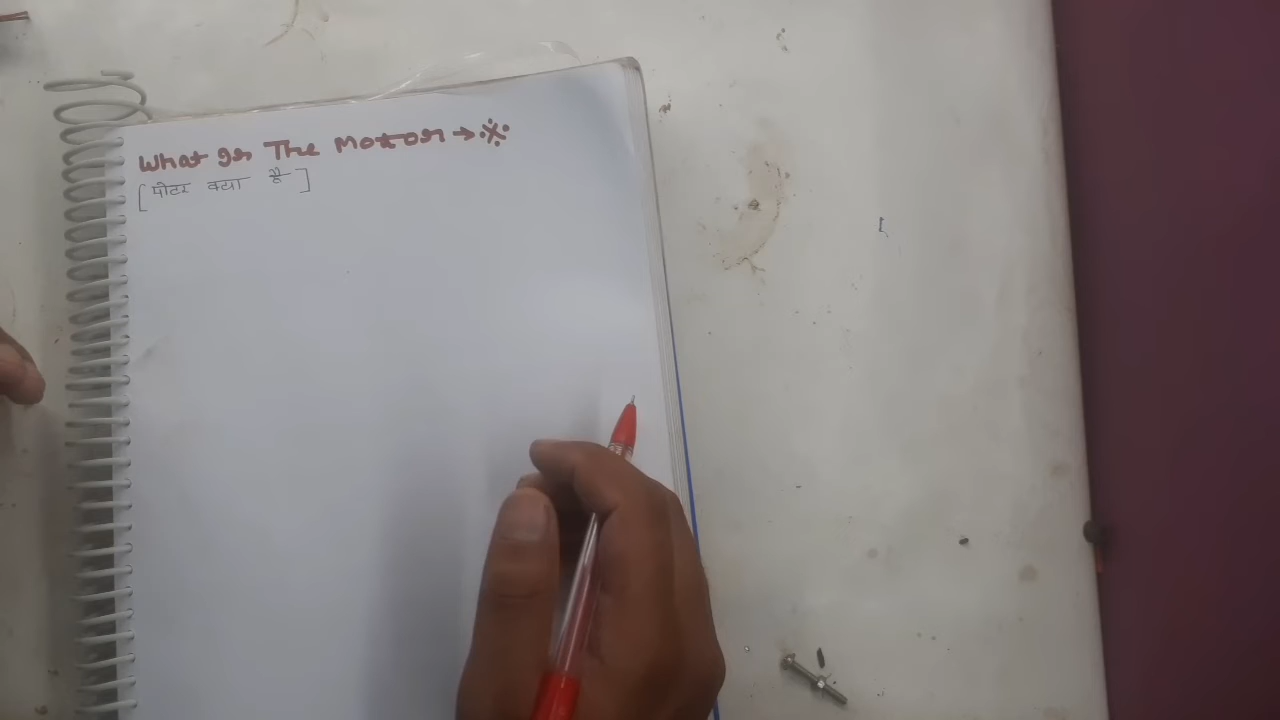 What is The Motor →※
[ मोटर क्या है ]